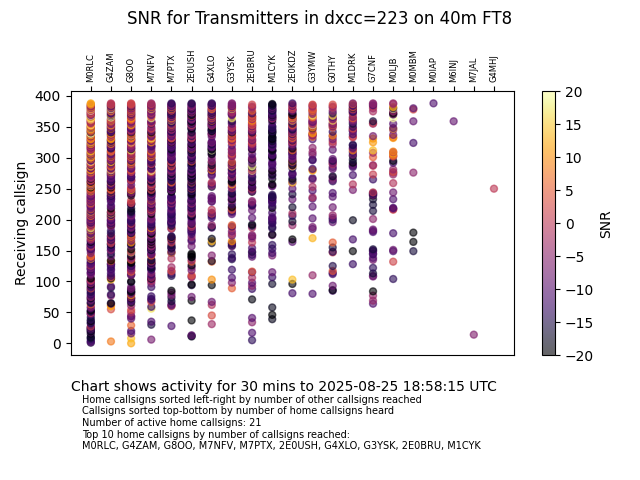 SNR for Transmitters in dxcc=223 on 40m FT8
M0RLC G4ZAM G8OO M7NFV M7PTX 2E0USH G4XLO G3YSK 2E0BRU M1CYK 2E0KDZ G3YMW G0THY M1DRK G7CNF M0LJB M0MBM M0IAP M6INJ M7JAL G4MHJ
400
350
300
250
200
150
100
50
0
Receiving callsign
20
15
10
5
0
−5
−10
−15
−20
SNR
Chart shows activity for 30 mins to 2025-08-25 18:58:15 UTC
Home callsigns sorted left-right by number of other callsigns reached
Callsigns sorted top-bottom by number of home callsigns heard
Number of active home callsigns: 21
Top 10 home callsigns by number of callsigns reached:
M0RLC, G4ZAM, G8OO, M7NFV, M7PTX, 2E0USH, G4XLO, G3YSK, 2E0BRU, M1CYK